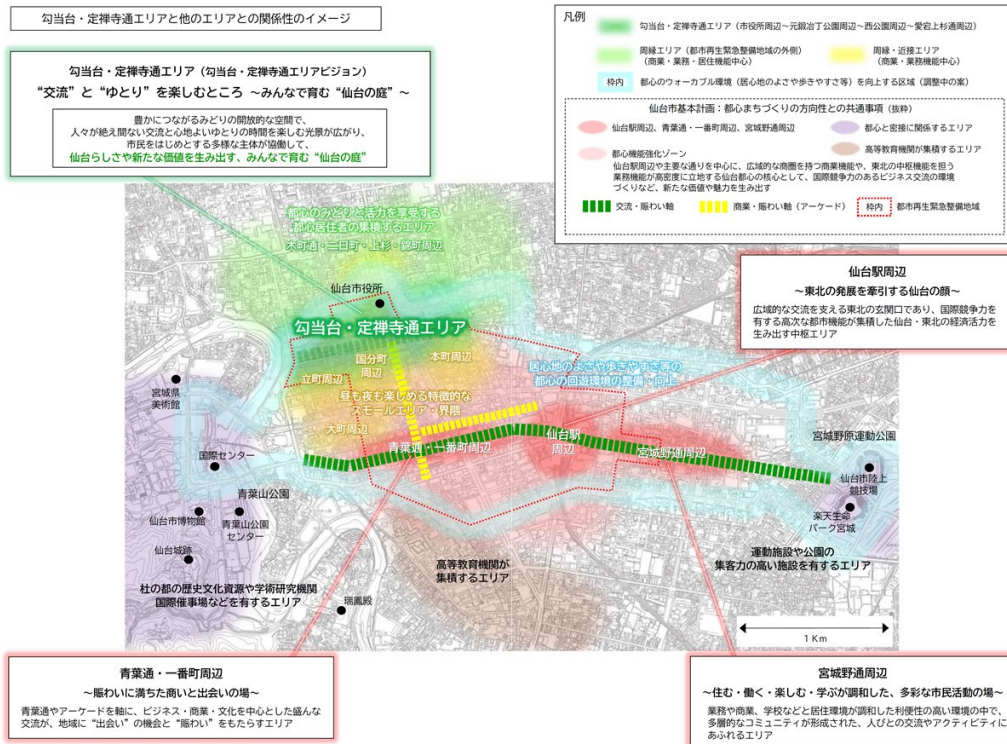 勾当台・定禅寺通エリアと他のエリアとの関係性のイメージ
勾当台・定禅寺通エリア（勾当台・定禅寺通エリアビジョン）
“交流”と“ゆとり”を楽しむところ ～みんなで育む“仙台の庭”～
豊かにつながるみどりの開放的な空間で、
人々が絶え間ない交流と心地よいゆとりの時間を楽しむ光景が広がり、
市民をはじめとする多様な主体が協働して、
仙台らしさや新たな価値を生み出す、みんなで育む“仙台の庭”
凡例
勾当台・定禅寺通エリア（市役所周辺～元鍛冶丁公園周辺～西公園周辺～愛宕上杉通周辺）
周縁エリア（都市再生緊急整備地域の外側）
（商業・業務・居住機能中心）
周縁・近接エリア
（商業・業務機能中心）
枠内
都心のウォーカブル環境（居心地のよさや歩きやすさ等）を向上する区域（調整中の案）
仙台市基本計画：都心まちづくりの方向性との共通事項（抜粋）
仙台駅周辺、青葉通・一番町周辺、宮城野通周辺
都心と密接に関係するエリア
高等教育機関が集積するエリア
都心機能強化ゾーン
仙台駅周辺や主要な通りを中心に、広域的な商圏を持つ商業機能や、東北の中枢機能を担う
業務機能が高密度に立地する仙台都心の核心として、国際競争力のあるビジネス交流の環境
づくりなど、新たな価値や魅力を生み出す
交流・賑わい軸
商業・賑わい軸（アーケード）
枠内
都市再生緊急整備地域
都心のみどりと活力を享受する
都心居住者の集積するエリア
木町通・二日町・上杉・錦町周辺
仙台市役所
勾当台・定禅寺通エリア
国分町
周辺
本町周辺
立町周辺
昼も夜も楽しめる特徴的な
スモールエリア・界隈
大町周辺
居心地のよさや歩きやすさ等の
都心の回遊環境の整備・向上
青葉通・一番町周辺
仙台駅
周辺
宮城野通周辺
宮城県
美術館
国際センター
青葉山公園
仙台市博物館
青葉山公園
センター
仙台城跡
杜の都の歴史文化資源や学術研究機関
国際催事場などを有するエリア
瑞鳳殿
高等教育機関が
集積するエリア
宮城野原運動公園
仙台市陸上
競技場
楽天生命
パーク宮城
運動施設や公園の
集客力の高い施設を有するエリア
1 Km
仙台駅周辺
～東北の発展を牽引する仙台の顔～
広域的な交流を支える東北の玄関口であり、国際競争力を
有する高次な都市機能が集積した仙台・東北の経済活力を
生み出す中枢エリア
青葉通・一番町周辺
～賑わいに満ちた商いと出会いの場～
青葉通やアーケードを軸に、ビジネス・商業・文化を中心とした盛んな
交流が、地域に“出会い”の機会と“賑わい”をもたらすエリア
宮城野通周辺
～住む・働く・楽しむ・学ぶが調和した、多彩な市民活動の場～
業務や商業、学校などと居住環境が調和した利便性の高い環境の中で、
多層的なコミュニティが形成された、人びとの交流やアクティビティに
あふれるエリア